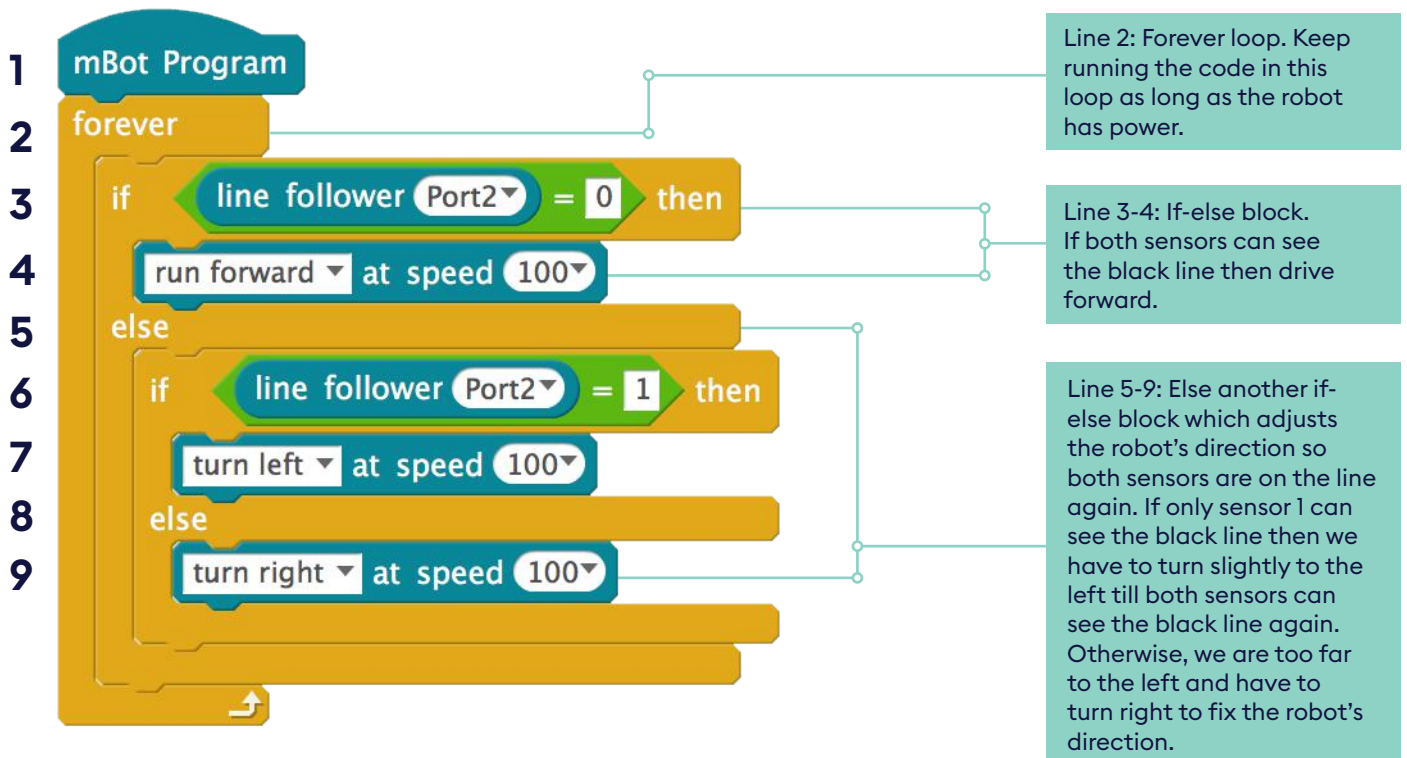 1
mBot Program
2
forever
3
if line follower Port2 = 0 then
4
run forward at speed 100
5
else
6
if line follower Port2 = 1 then
7
turn left at speed 100
8
else
9
turn right at speed 100
Line 2: Forever loop. Keep
running the code in this
loop as long as the robot
has power.
Line 3-4: If-else block.
If both sensors can see
the black line then drive
forward.
Line 5-9: Else another if-
else block which adjusts
the robot’s direction so
both sensors are on the line
again. If only sensor 1 can
see the black line then we
have to turn slightly to the
left till both sensors can
see the black line again.
Otherwise, we are too far
to the left and have to
turn right to fix the robot’s
direction.